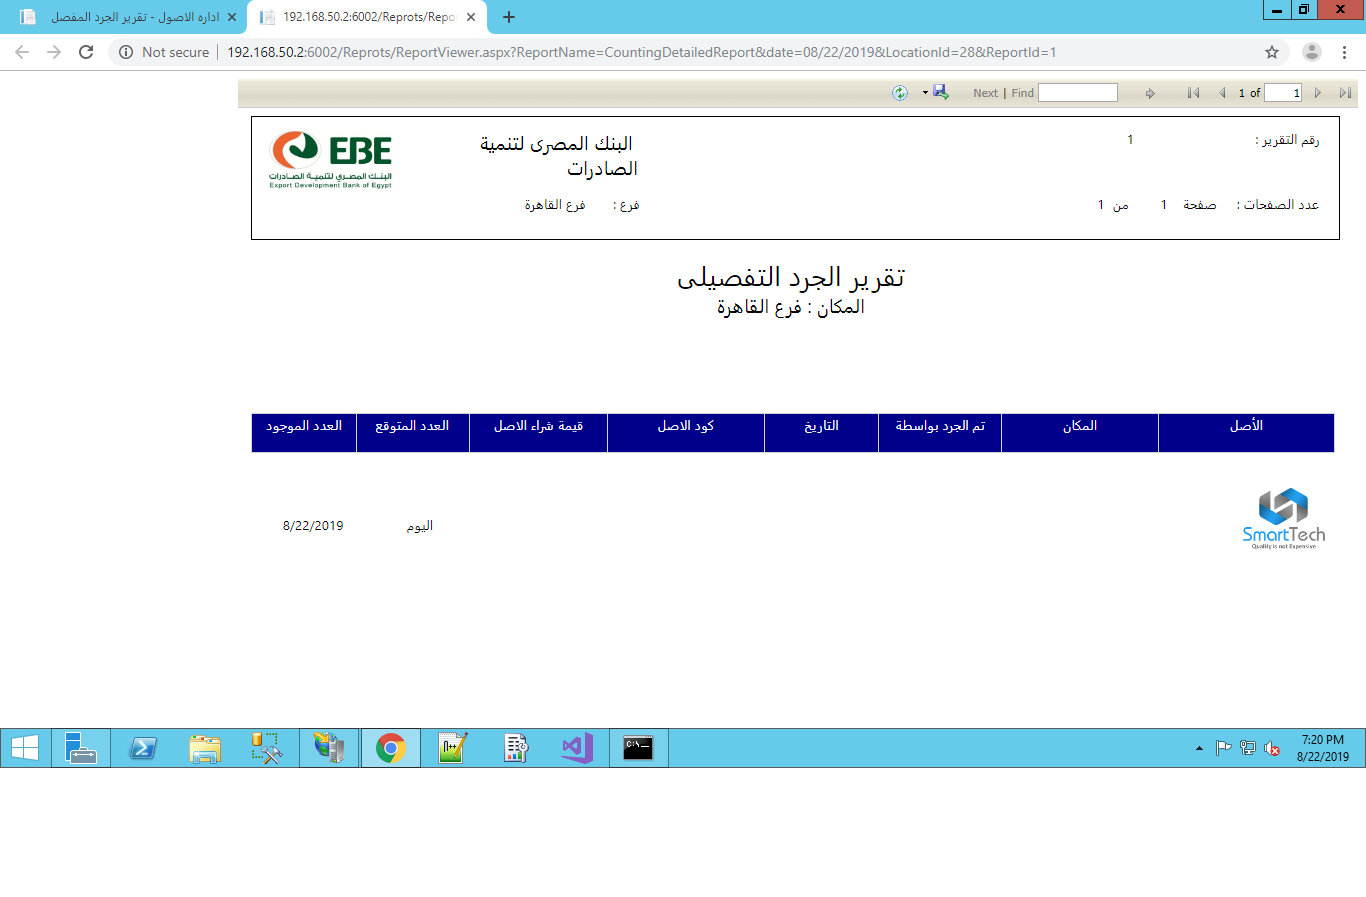 اداره الاصول - تقرير الجرد المفصل
192.168.50.2:6002/Reprots/Repo
Not secure
192.168.50.2:6002/Reprots/ReportViewer.aspx?ReportName=CountingDetailedReport&date=08/22/2019&LocationId=28&ReportId=1
Next | Find
1 of 1
رقم التقرير : 1
البنك المصرى لتنمية
الصادرات
EBE
البنك المصري لتنمية الصادرات
Export Development Bank of Egypt
عدد الصفحات : صفحة 1 من 1
فرع : فرع القاهرة
تقرير الجرد التفصيلى
المكان : فرع القاهرة
الأصل المكان تم الجرد بواسطة التاريخ كود الاصل قيمة شراء الاصل العدد المتوقع العدد الموجود
SmartTech
Quality is not Expensive
اليوم 8/22/2019
N++
C:\
7:20 PM
8/22/2019